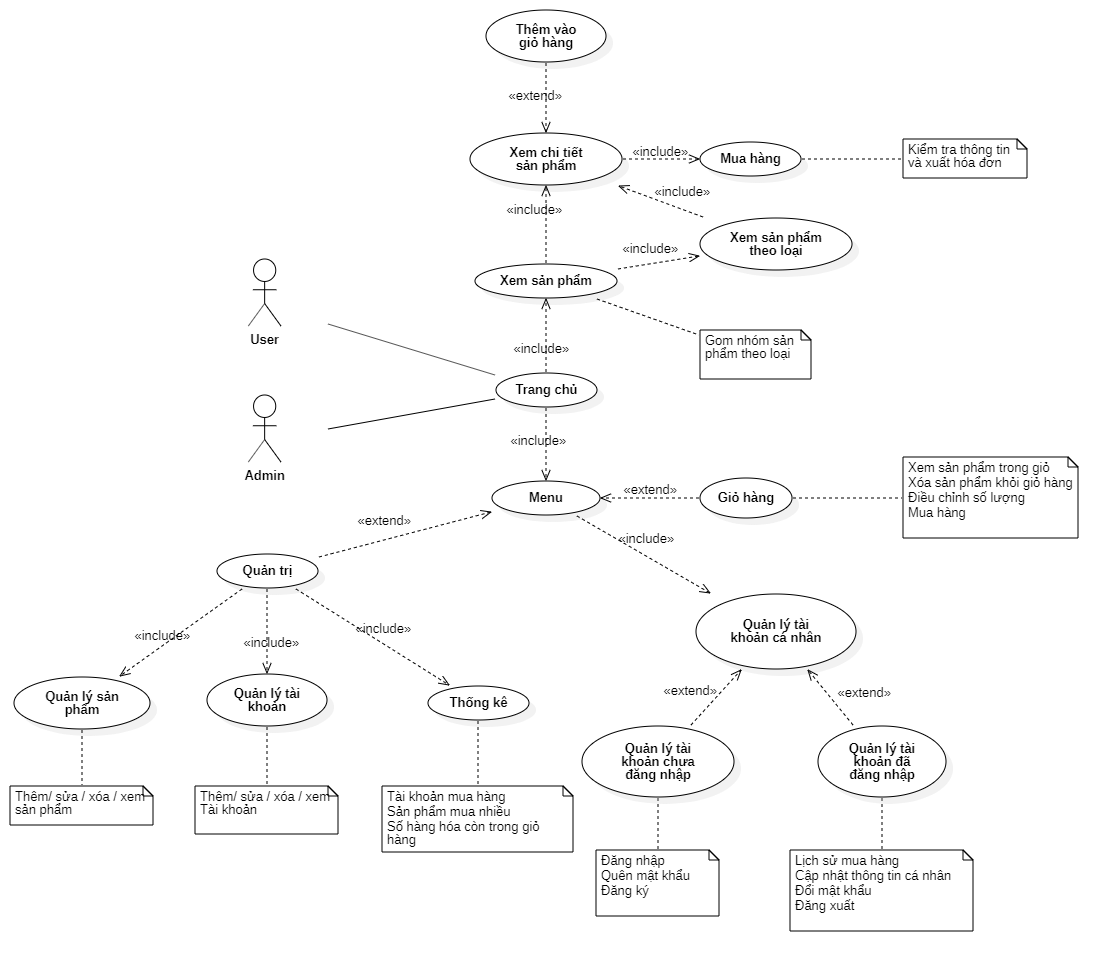 Thêm vào
giỏ hàng
«extend»
Xem chi tiết
sản phẩm
«include»
Mua hàng
Kiểm tra thông tin
và xuất hóa đơn
«include»
«include»
Xem sản phẩm
theo loại
«include»
Xem sản phẩm
User
Gom nhóm sản
phẩm theo loại
«include»
Trang chủ
Admin
«include»
Menu
«extend»
Giỏ hàng
Xem sản phẩm trong giỏ
Xóa sản phẩm khỏi giỏ hàng
Điều chỉnh số lượng
Mua hàng
«extend»
«include»
Quản trị
«include»
«include»
«include»
Quản lý tài
khoản cá nhân
Quản lý sản
phẩm
Quản lý tài
khoản
Thống kê
«extend»
«extend»
Quản lý tài
khoản chưa
đăng nhập
Quản lý tài
khoản đã
đăng nhập
Thêm/ sửa / xóa / xem
sản phẩm
Thêm/ sửa / xóa / xem
Tài khoản
Tài khoản mua hàng
Sản phẩm mua nhiều
Số hàng hóa còn trong giỏ
hàng
Đăng nhập
Quên mật khẩu
Đăng ký
Lịch sử mua hàng
Cập nhật thông tin cá nhân
Đổi mật khẩu
Đăng xuất